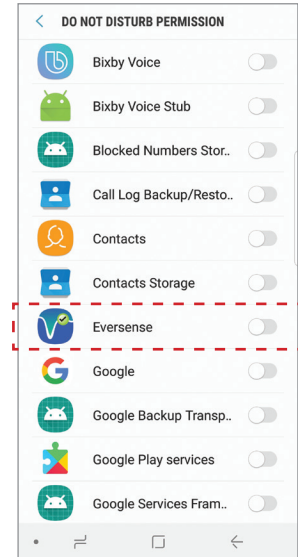 DO NOT DISTURB PERMISSION
Bixby Voice
Bixby Voice Stub
Blocked Numbers Stor..
Call Log Backup/Resto..
Contacts
Contacts Storage
Eversense
Google
Google Backup Transp..
Google Play services
Google Services Fram..